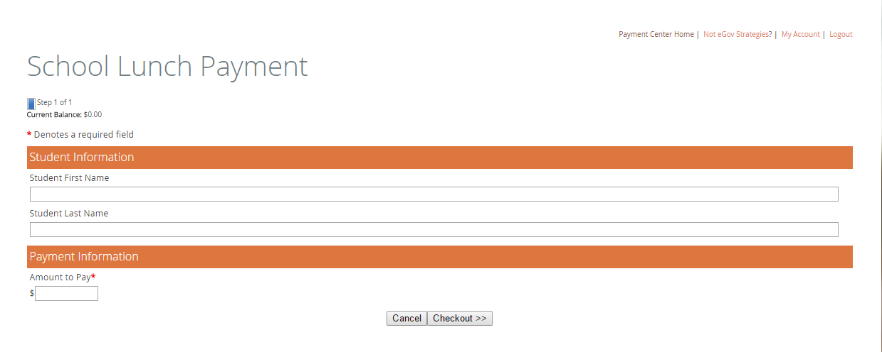 Payment Center Home | Not eGov Strategies? | My Account | Logout
School Lunch Payment
Step 1 of 1
Current Balance: $0.00
* Denotes a required field
Student Information
Student First Name
Student Last Name
Payment Information
Amount to Pay*
$
Cancel Checkout >>